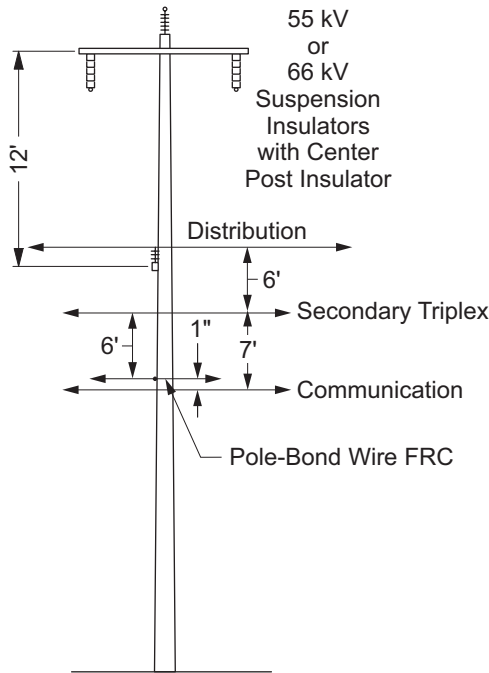 55 kV
or
66 kV
Suspension
Insulators
with Center
Post Insulator
12'
Distribution
6'
Secondary Triplex
6'
1"
7'
Communication
Pole-Bond Wire FRC